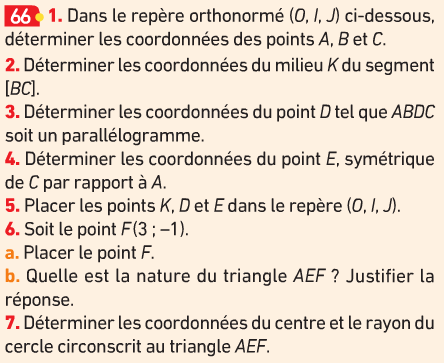 66 1. Dans le repère orthonormé (O, I, J) ci-dessous,
déterminer les coordonnées des points A, B et C.
2. Déterminer les coordonnées du milieu K du segment
[BC].
3. Déterminer les coordonnées du point D tel que ABDC
soit un parallélogramme.
4. Déterminer les coordonnées du point E, symétrique
de C par rapport à A.
5. Placer les points K, D et E dans le repère (O, I, J).
6. Soit le point F(3 ; –1).
a. Placer le point F.
b. Quelle est la nature du triangle AEF ? Justifier la
réponse.
7. Déterminer les coordonnées du centre et le rayon du
cercle circonscrit au triangle AEF.